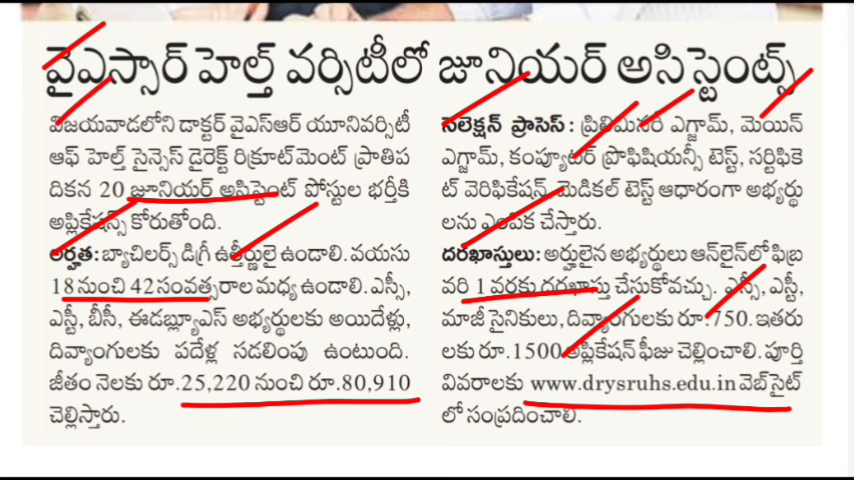 వైఎస్సార్ హెల్త్ వర్సిటీలో జూనియర్ అసిస్టెంట్స్
విజయవాడలోని డాక్టర్ వైఎస్ఆర్ యూనివర్సిటీ
ఆఫ్ హెల్త్ సైన్సెస్ డైరెక్ట్ రిక్రూట్‌మెంట్ ప్రాతిప
దికన 20 జూనియర్ అసిస్టెంట్ పోస్టుల భర్తీకి
అప్లికేషన్స్ కోరుతోంది.
అర్హత: బ్యాచిలర్స్ డిగ్రీ ఉత్తీర్ణులై ఉండాలి. వయసు
18 నుంచి 42 సంవత్సరాల మధ్య ఉండాలి. ఎస్సీ,
ఎస్టీ, బీసీ, ఈడబ్ల్యూఎస్ అభ్యర్థులకు అయిదేళ్లు,
దివ్యాంగులకు పదేళ్ల సడలింపు ఉంటుంది.
జీతం నెలకు రూ.25,220 నుంచి రూ.80,910
చెల్లిస్తారు.
సెలెక్షన్ ప్రాసెస్: ప్రిలిమినరీ ఎగ్జామ్, మెయిన్
ఎగ్జామ్, కంప్యూటర్ ప్రొఫిషియన్సీ టెస్ట్, సర్టిఫికె
ట్ వెరిఫికేషన్, మెడికల్ టెస్ట్ ఆధారంగా అభ్యర్థు
లను ఎంపిక చేస్తారు.
దరఖాస్తులు: అర్హులైన అభ్యర్థులు ఆన్‌లైన్‌లో ఫిబ్ర
వరి 1 వరకు దరఖాస్తు చేసుకోవచ్చు. ఎస్సీ, ఎస్టీ,
మాజీ సైనికులు, దివ్యాంగులకు రూ.750. ఇతరు
లకు రూ.1500 అప్లికేషన్ ఫీజు చెల్లించాలి. పూర్తి
వివరాలకు www.drysruhs.edu.in వెబ్‌సైట్
లో సంప్రదించాలి.